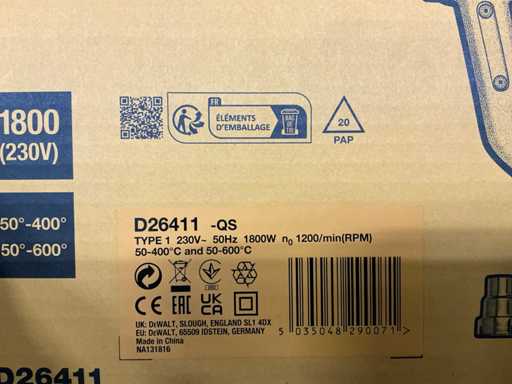 FR
ÉLÉMENTS
D'EMBALLAGE
BAC
DE
TRI
20
PAP
1800
(230V)
50°-400°
50°-600°
D26411 -QS
TYPE 1 230V~ 50Hz 1800W n0 1200/min(RPM)
50-400°C and 50-600°C
CE EAC UK CA
UK: DeWALT, SLOUGH, ENGLAND SL1 4DX
EU: DeWALT, 65509 IDSTEIN, GERMANY
Made in China
NA131816
5 035048 290071 >
D26411